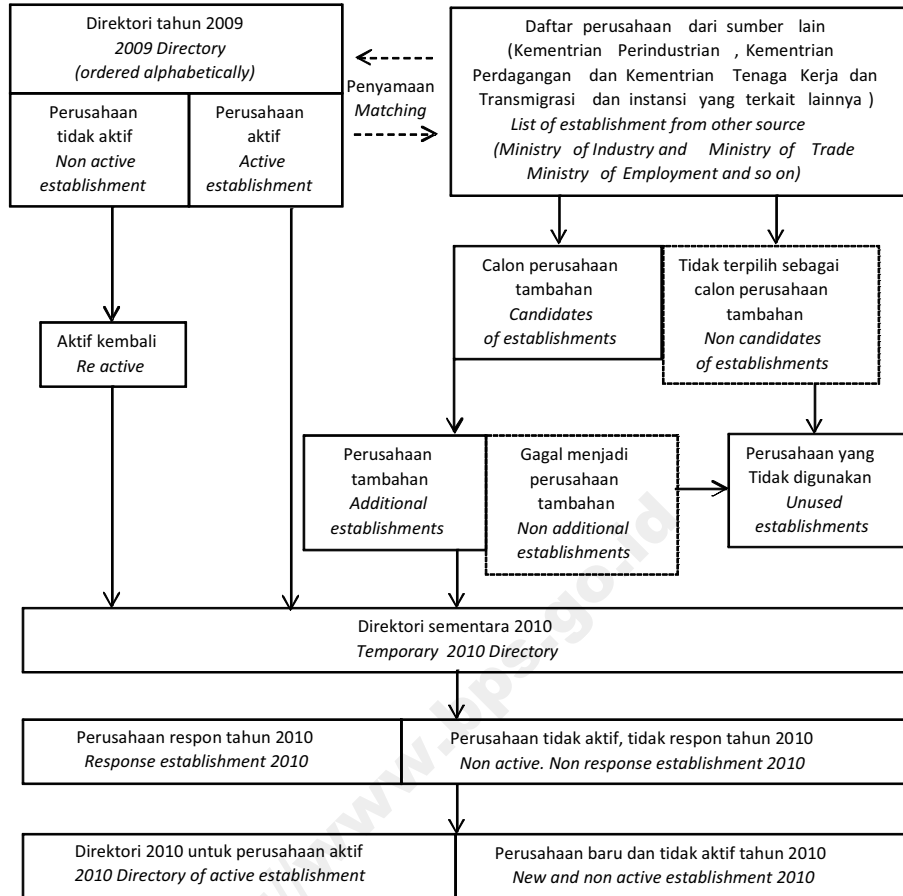 Direktori tahun 2009
2009 Directory
(ordered alphabetically)
Perusahaan
tidak aktif
Non active
establishment
Perusahaan
aktif
Active
establishment
Penyamaan
Matching
Daftar perusahaan dari sumber lain
(Kementrian Perindustrian , Kementrian
Perdagangan dan Kementrian Tenaga Kerja dan
Transmigrasi dan instansi yang terkait lainnya )
List of establishment from other source
(Ministry of Industry and Ministry of Trade
Ministry of Employment and so on)
Calon perusahaan
tambahan
Candidates
of establishments
Tidak terpilih sebagai
calon perusahaan
tambahan
Non candidates
of establishments
Aktif kembali
Re active
Perusahaan
tambahan
Additional
establishments
Gagal menjadi
perusahaan
tambahan
Non additional
establishments
Perusahaan yang
Tidak digunakan
Unused
establishments
Direktori sementara 2010
Temporary 2010 Directory
Perusahaan respon tahun 2010
Response establishment 2010
Perusahaan tidak aktif, tidak respon tahun 2010
Non active. Non response establishment 2010
Direktori 2010 untuk perusahaan aktif
2010 Directory of active establishment
Perusahaan baru dan tidak aktif tahun 2010
New and non active establishment 2010
//www.bps.go.id